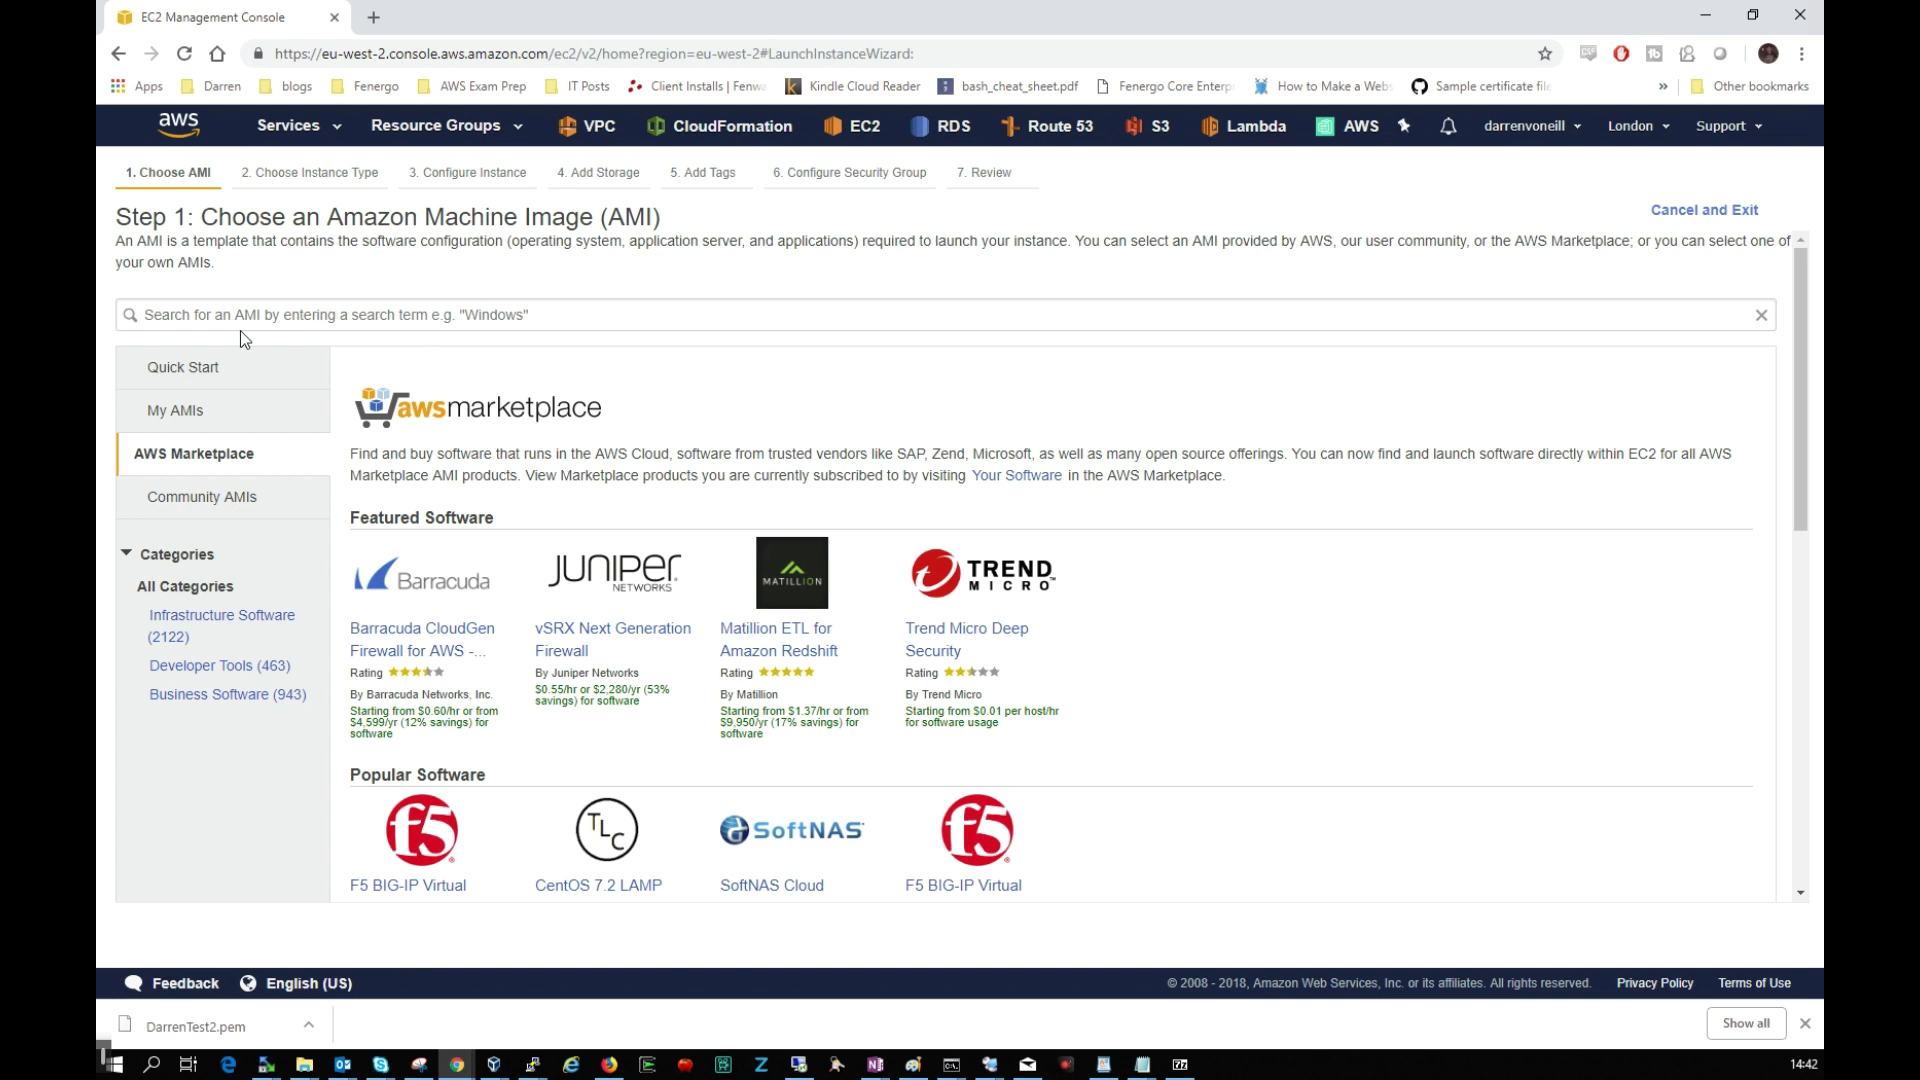 EC2 Management Console
https://eu-west-2.console.aws.amazon.com/ec2/v2/home?region=eu-west-2#LaunchInstanceWizard:
Apps Darren blogs Fenergo AWS Exam Prep IT Posts Client Installs | Fenw Kindle Cloud Reader bash_cheat_sheet.pdf Fenergo Core Enterp How to Make a Web Sample certificate file » Other bookmarks
aws Services Resource Groups VPC CloudFormation EC2 RDS Route 53 S3 Lambda AWS darrenvoneill London Support
1. Choose AMI 2. Choose Instance Type 3. Configure Instance 4. Add Storage 5. Add Tags 6. Configure Security Group 7. Review
Step 1: Choose an Amazon Machine Image (AMI)
Cancel and Exit
An AMI is a template that contains the software configuration (operating system, application server, and applications) required to launch your instance. You can select an AMI provided by AWS, our user community, or the AWS Marketplace; or you can select one of
your own AMIs.
Search for an AMI by entering a search term e.g. "Windows"
Quick Start
My AMIs
AWS Marketplace
Community AMIs
Categories
All Categories
Infrastructure Software
(2122)
Developer Tools (463)
Business Software (943)
awsmarketplace
Find and buy software that runs in the AWS Cloud, software from trusted vendors like SAP, Zend, Microsoft, as well as many open source offerings. You can now find and launch software directly within EC2 for all AWS
Marketplace AMI products. View Marketplace products you are currently subscribed to by visiting Your Software in the AWS Marketplace.
Featured Software
Barracuda
Barracuda CloudGen
Firewall for AWS -...
Rating
By Barracuda Networks, Inc.
Starting from $0.60/hr or from
$4,599/yr (12% savings) for
software
JUNIPER
NETWORKS
vSRX Next Generation
Firewall
By Juniper Networks
$0.55/hr or $2,280/yr (53%
savings) for software
MATILLION
Matillion ETL for
Amazon Redshift
Rating
By Matillion
Starting from $1.37/hr or from
$9,950/yr (17% savings) for
software
TREND
MICRO
Trend Micro Deep
Security
Rating
By Trend Micro
Starting from $0.01 per host/hr
for software usage
Popular Software
f5
F5 BIG-IP Virtual
TLC
CentOS 7.2 LAMP
SoftNAS
SoftNAS Cloud
f5
F5 BIG-IP Virtual
Feedback English (US)
© 2008 - 2018, Amazon Web Services, Inc. or its affiliates. All rights reserved. Privacy Policy Terms of Use
DarrenTest2.pem
Show all
14:42